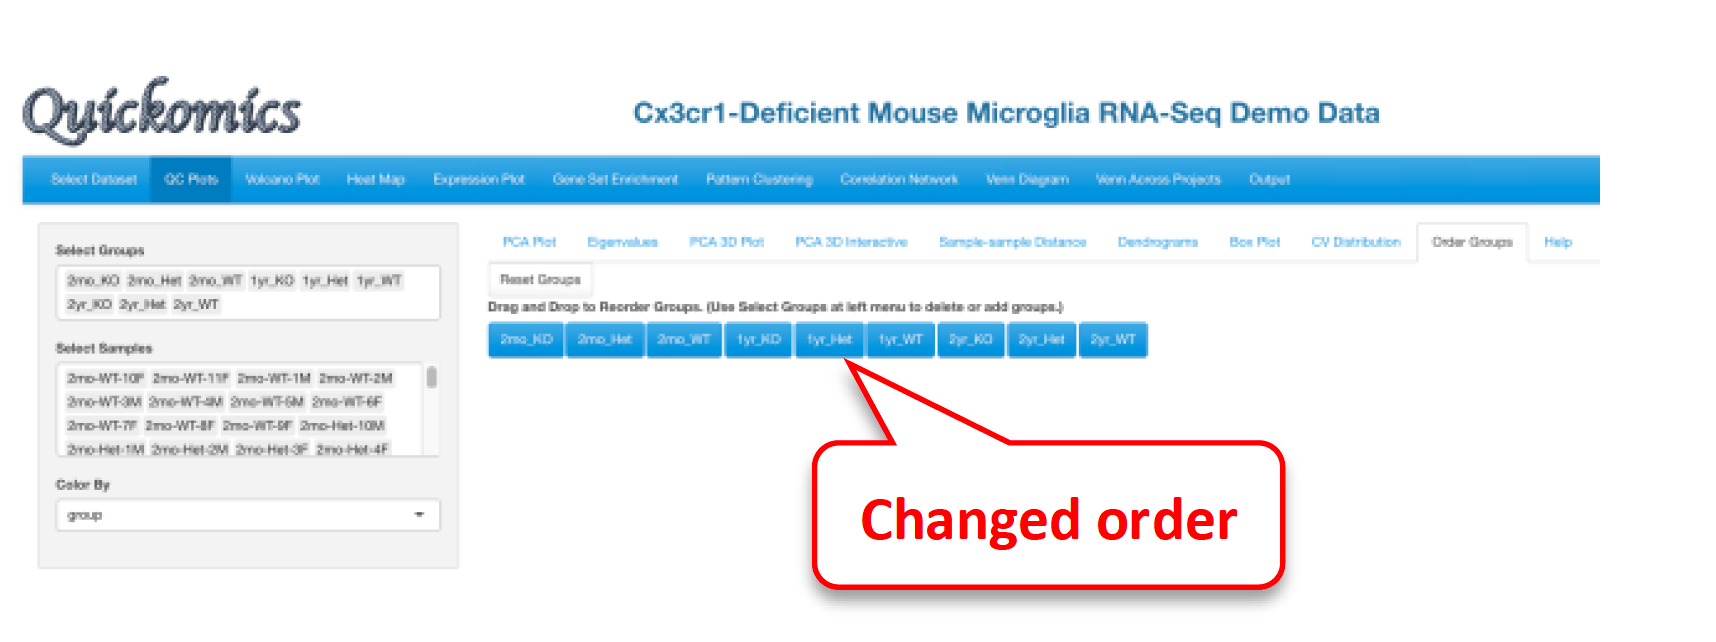 Quickomics
Cx3cr1-Deficient Mouse Microglia RNA-Seq Demo Data
Select Dataset QC Plots Volcano Plot Heat Map Expression Plot Gene Set Enrichment Pattern Clustering Correlation Network Venn Diagram Venn Across Projects Output
PCA Plot Eigenvalues PCA 3D Plot PCA 3D Interactive Sample-sample Distance Dendrograms Box Plot CV Distribution Order Groups Help
Select Groups
2mo_KO 2mo_Het 2mo_WT 1yr_KO 1yr_Het 1yr_WT
2yr_KO 2yr_Het 2yr_WT
Select Samples
2mo-WT-10F 2mo-WT-11F 2mo-WT-1M 2mo-WT-2M
2mo-WT-3M 2mo-WT-4M 2mo-WT-5M 2mo-WT-6F
2mo-WT-7F 2mo-WT-8F 2mo-WT-9F 2mo-Het-10M
2mo-Het-1M 2mo-Het-2M 2mo-Het-3F 2mo-Het-4F
Color By
group
Reset Groups
Drag and Drop to Reorder Groups. (Use Select Groups at left menu to delete or add groups.)
2mo_KO 2mo_Het 2mo_WT 1yr_KO 1yr_Het 1yr_WT 2yr_KO 2yr_Het 2yr_WT
Changed order